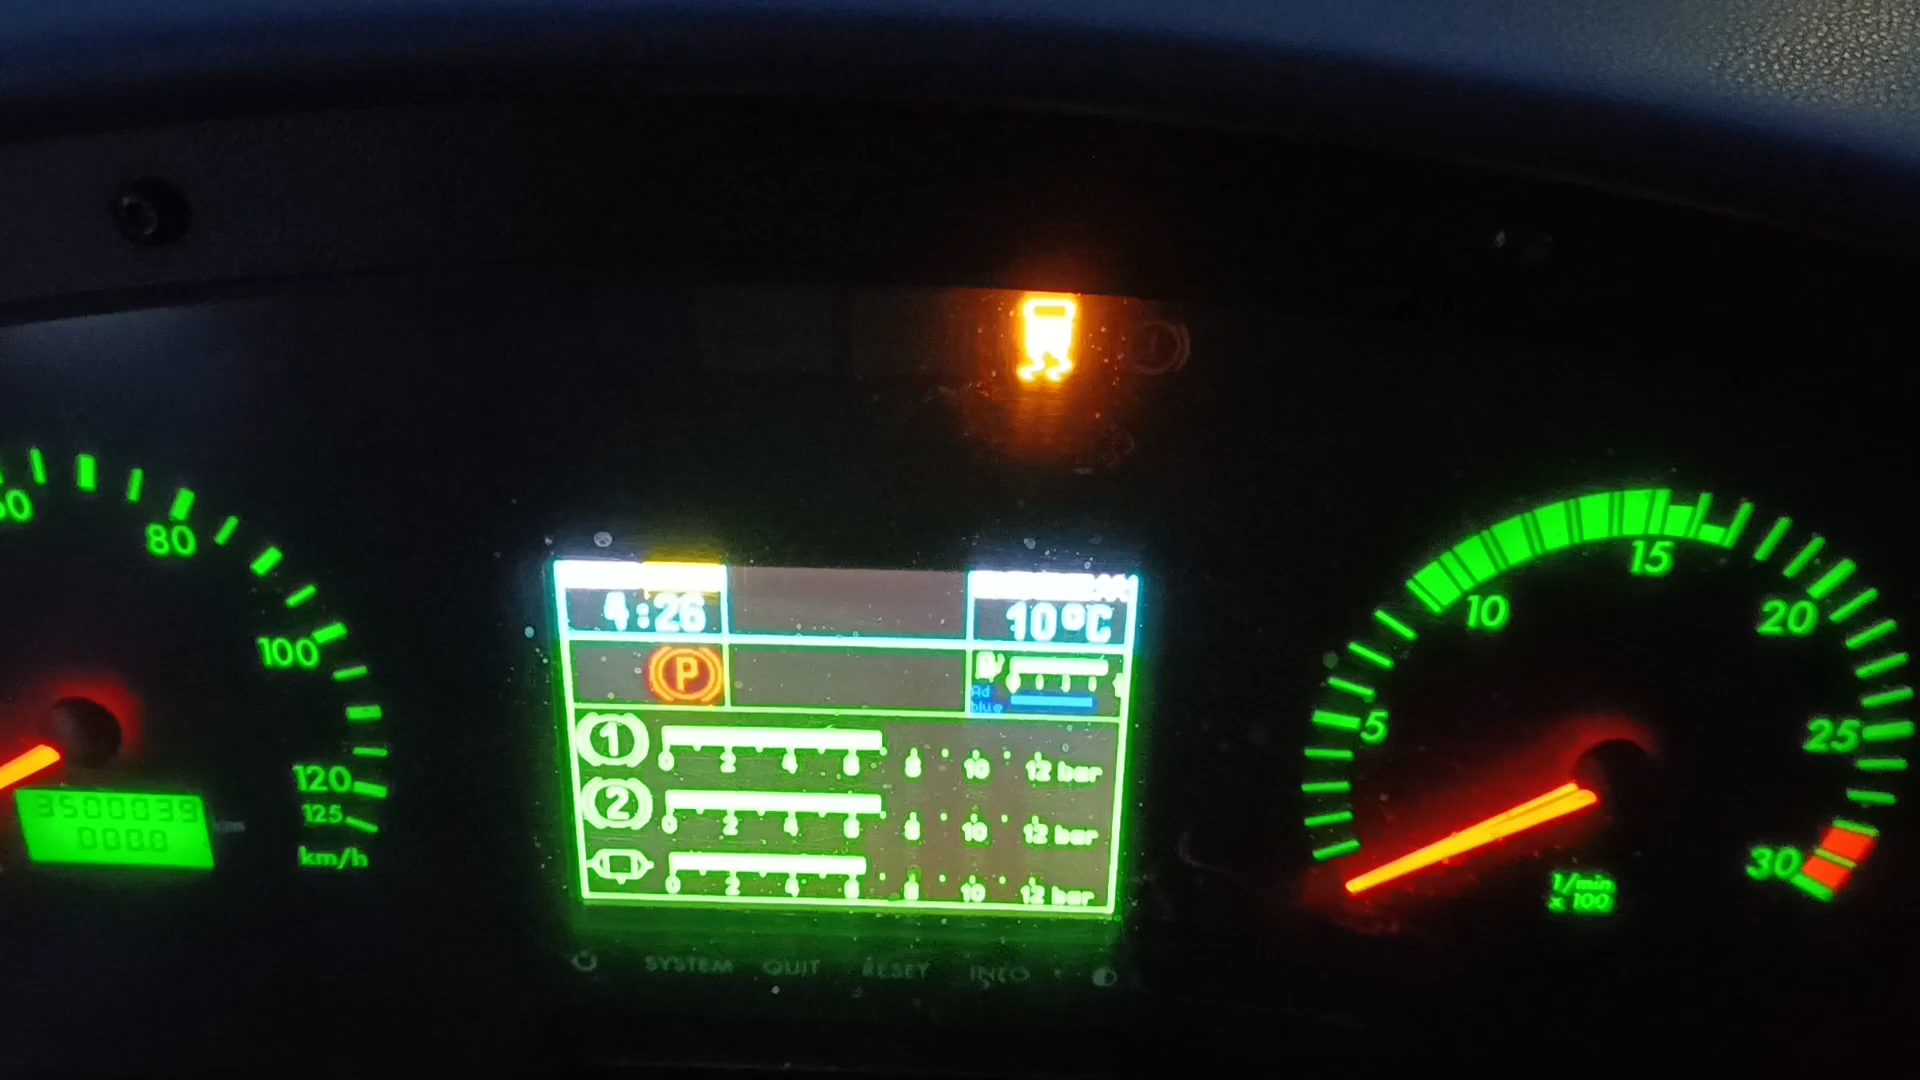 80
100
120
125
km/h
3500039
000.0
4:26
10°C
P
Ad
blue
1
0 2 4 6 8 10 12 bar
2
0 2 4 6 8 10 12 bar
0 2 4 6 8 10 12 bar
SYSTEM QUIT RESET INFO
5
10
15
20
25
30
1/min
x 100